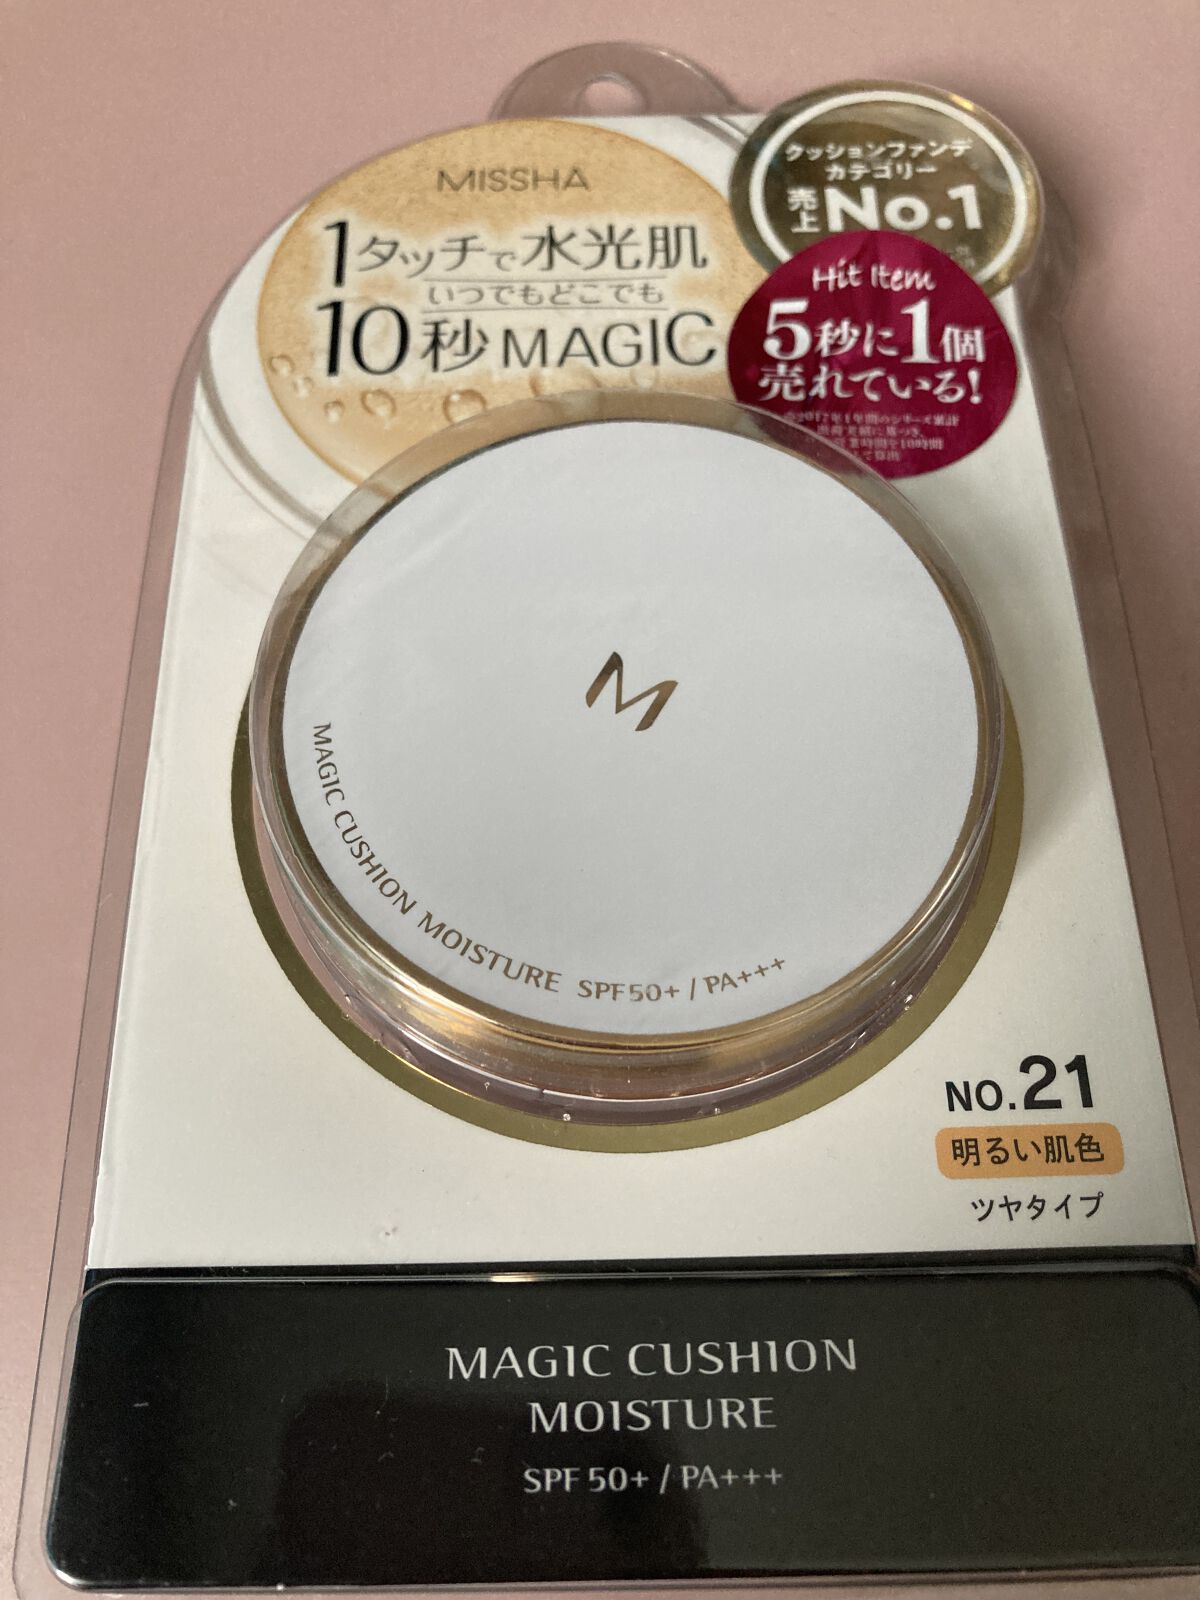 MISSHA
1タッチで水光肌
いつでもどこでも
10秒MAGIC
クッションファンデ
カテゴリー
売上No.1
Hit Item
5秒に1個
売れている!
M
MAGIC CUSHION MOISTURE SPF50+ / PA+++
NO.21
明るい肌色
ツヤタイプ
MAGIC CUSHION
MOISTURE
SPF 50+ / PA+++